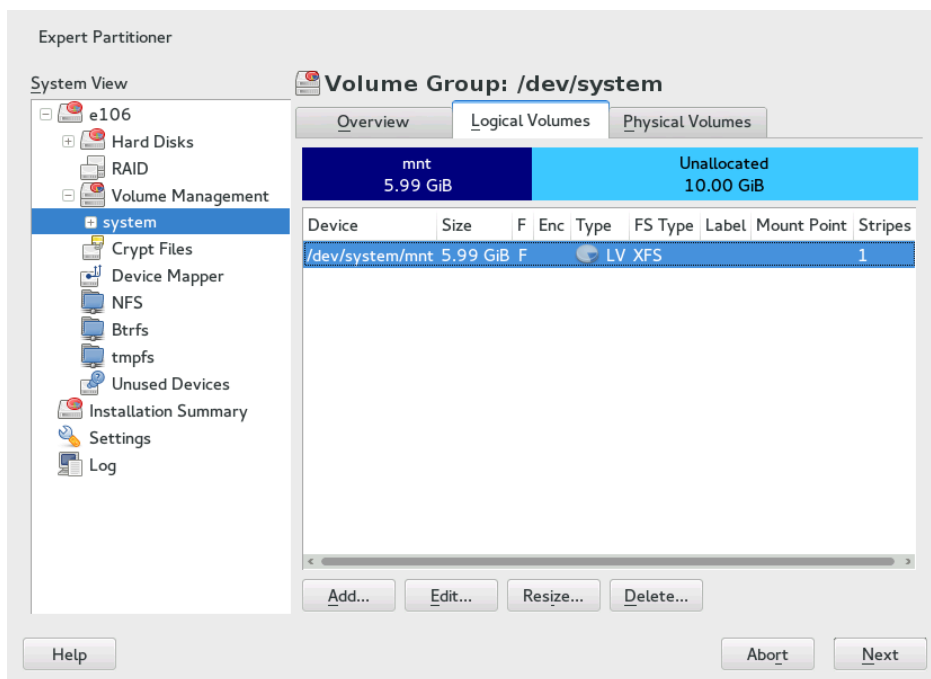 Expert Partitioner
System View
e106
Hard Disks
RAID
Volume Management
system
Crypt Files
Device Mapper
NFS
Btrfs
tmpfs
Unused Devices
Installation Summary
Settings
Log
Volume Group: /dev/system
Overview Logical Volumes Physical Volumes
mnt Unallocated
5.99 GiB 10.00 GiB
Device Size F Enc Type FS Type Label Mount Point Stripes
/dev/system/mnt 5.99 GiB F LV XFS 1
Add... Edit... Resize... Delete...
Help Abort Next